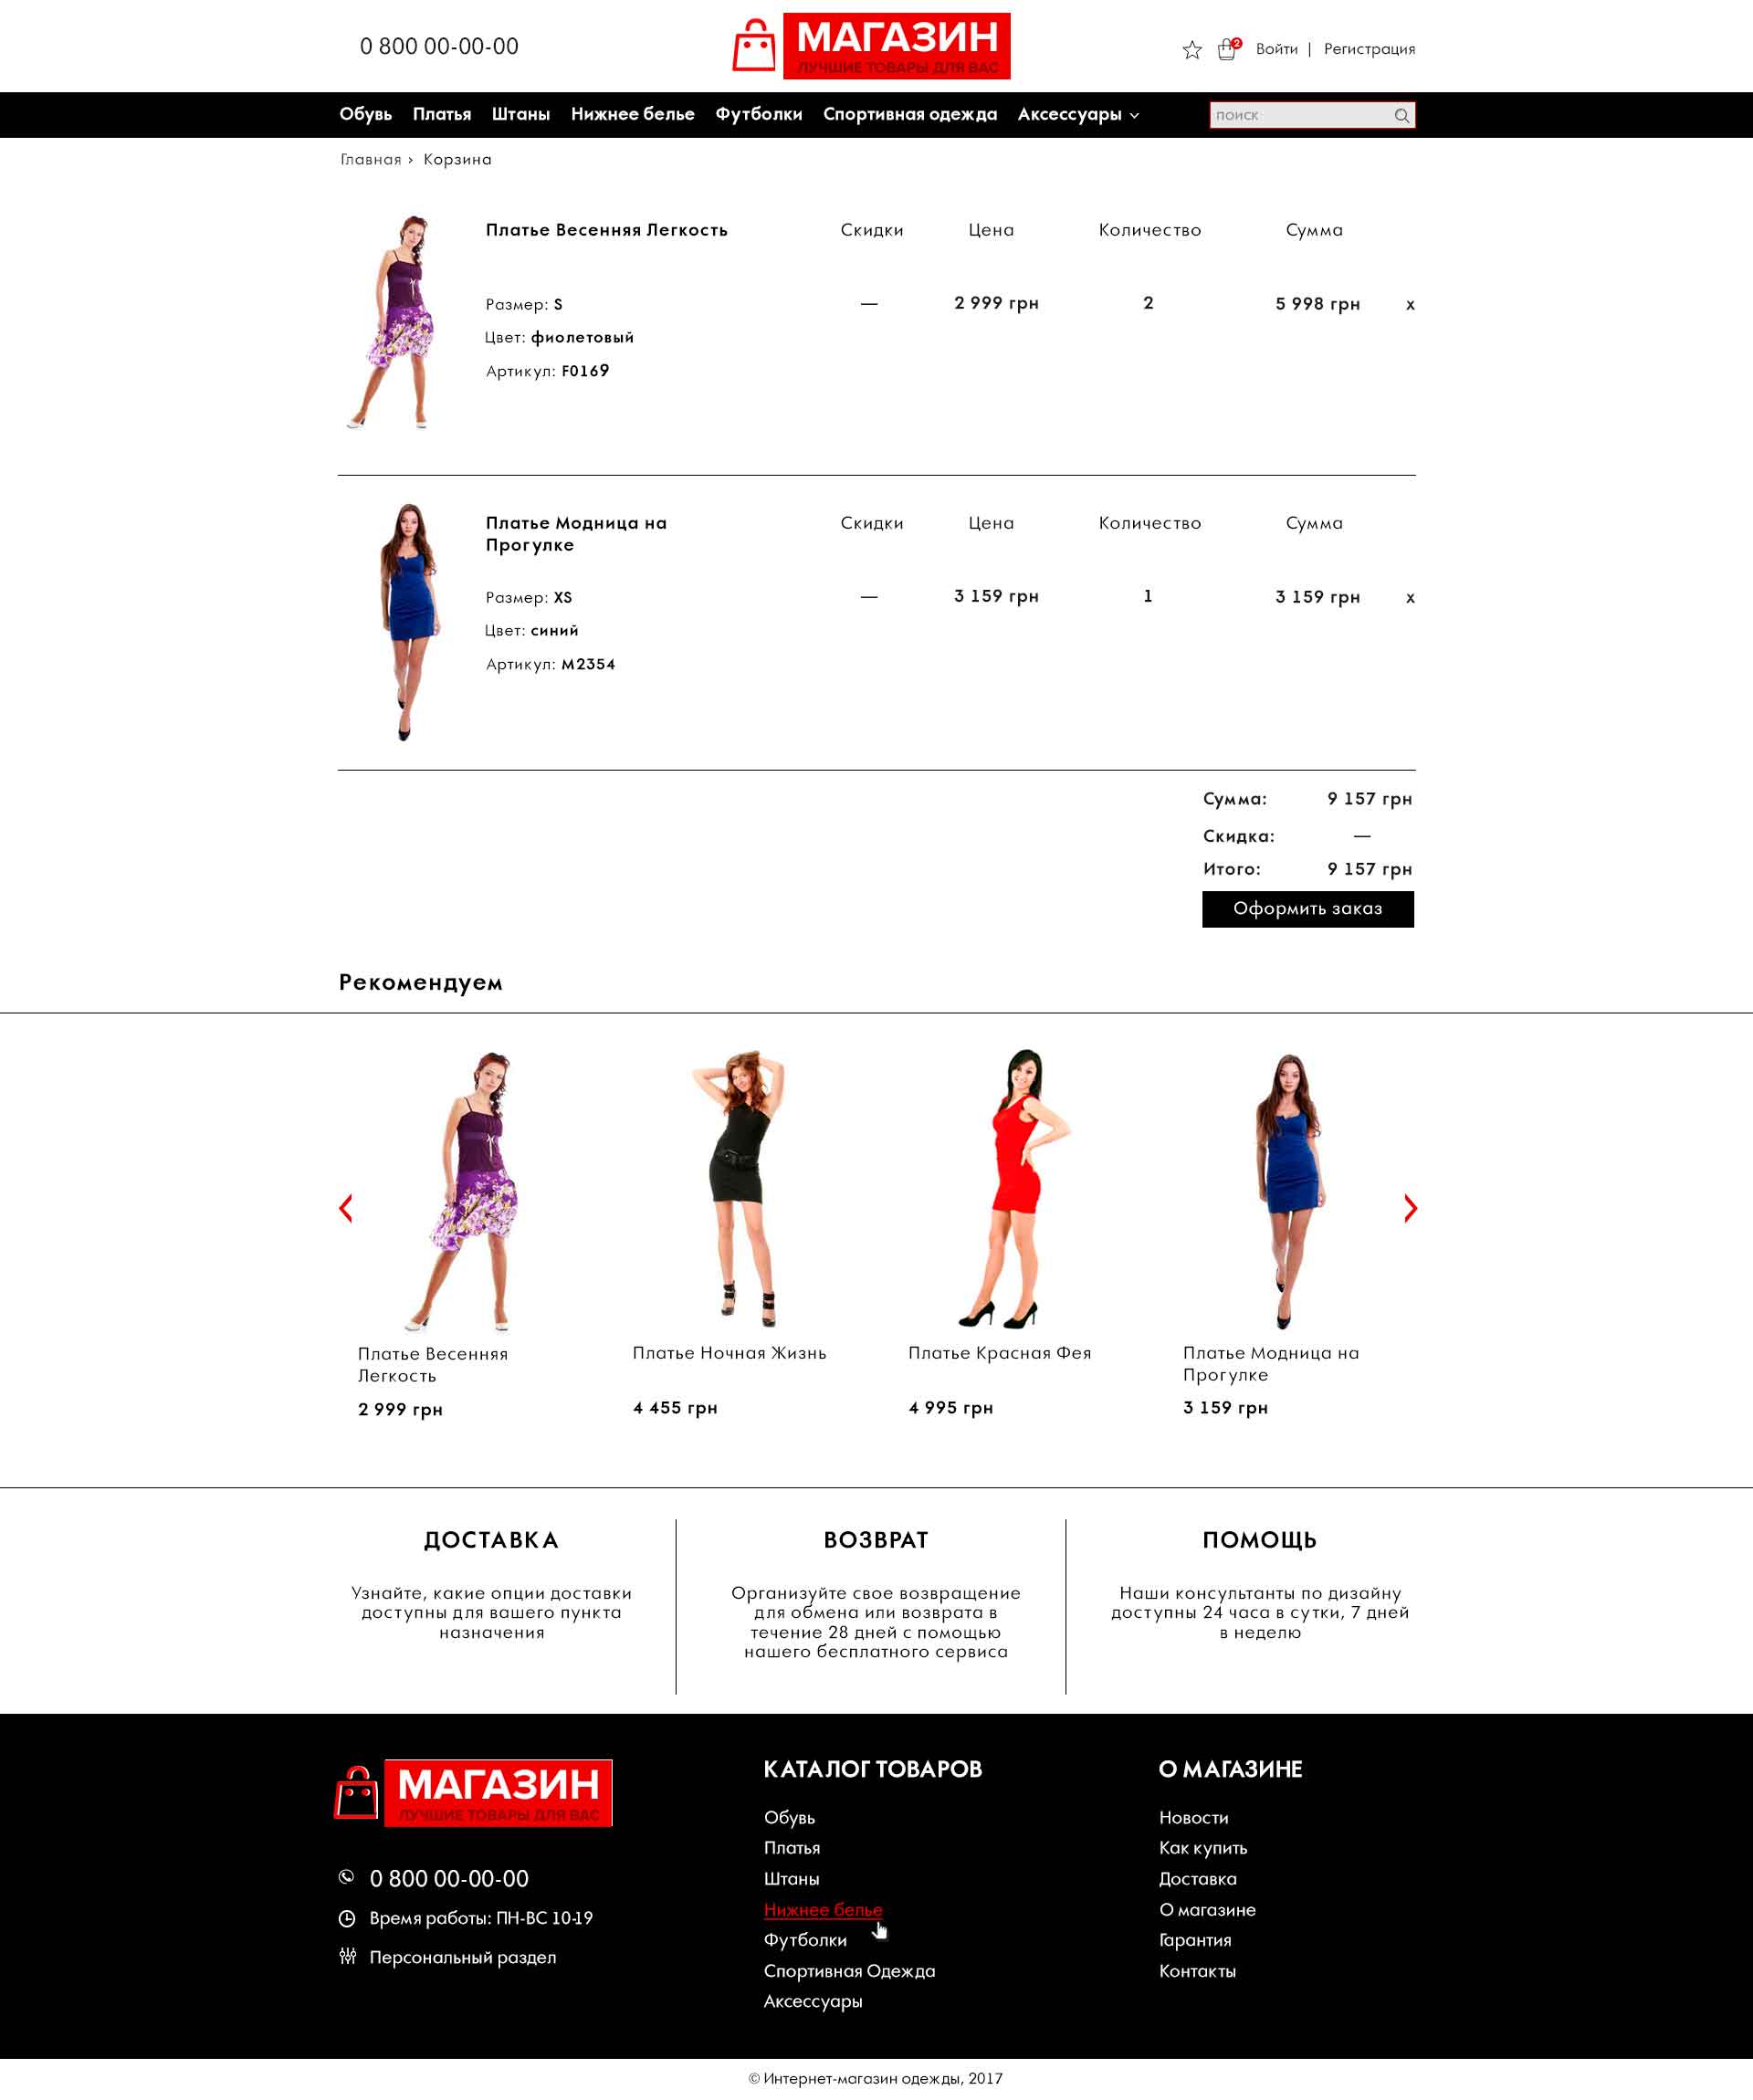 0 800 00-00-00
МАГАЗИН
ЛУЧШИЕ ТОВАРЫ ДЛЯ ВАС
2
Войти | Регистрация
Обувь Платья Штаны Нижнее белье Футболки Спортивная одежда Аксессуары
поиск
Главная › Корзина
Платье Весенняя Легкость Скидки Цена Количество Сумма
Размер: S — 2 999 грн 2 5 998 грн x
Цвет: фиолетовый
Артикул: F0169
Платье Модница на Скидки Цена Количество Сумма
Прогулке
Размер: XS — 3 159 грн 1 3 159 грн x
Цвет: синий
Артикул: M2354
Сумма: 9 157 грн
Скидка: —
Итого: 9 157 грн
Оформить заказ
Рекомендуем
Платье Весенняя
Легкость
2 999 грн
Платье Ночная Жизнь
4 455 грн
Платье Красная Фея
4 995 грн
Платье Модница на
Прогулке
3 159 грн
ДОСТАВКА
Узнайте, какие опции доставки
доступны для вашего пункта
назначения
ВОЗВРАТ
Организуйте свое возвращение
для обмена или возврата в
течение 28 дней с помощью
нашего бесплатного сервиса
ПОМОЩЬ
Наши консультанты по дизайну
доступны 24 часа в сутки, 7 дней
в неделю
МАГАЗИН
ЛУЧШИЕ ТОВАРЫ ДЛЯ ВАС
0 800 00-00-00
Время работы: ПН-ВС 10-19
Персональный раздел
КАТАЛОГ ТОВАРОВ
Обувь
Платья
Штаны
Нижнее белье
Футболки
Спортивная Одежда
Аксессуары
О МАГАЗИНЕ
Новости
Как купить
Доставка
О магазине
Гарантия
Контакты
© Интернет-магазин одежды, 2017